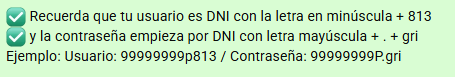 ✅ Recuerda que tu usuario es DNI con la letra en minúscula + 813
✅ y la contraseña empieza por DNI con letra mayúscula + . + gri
Ejemplo: Usuario: 99999999p813 / Contraseña: 99999999P.gri